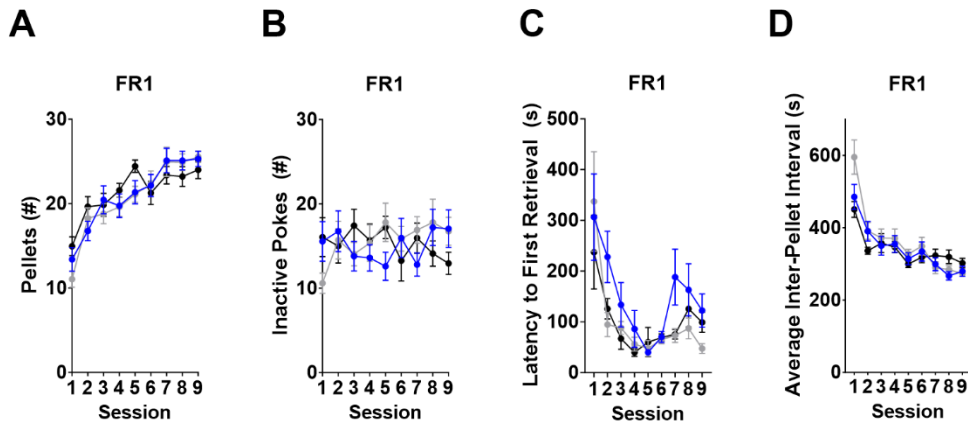 A
B
C
D
FR1
FR1
FR1
FR1
Pellets (#)
30
20
10
0
1 2 3 4 5 6 7 8 9
Session
Inactive Pokes (#)
30
20
10
0
1 2 3 4 5 6 7 8 9
Session
Latency to First Retrieval (s)
500
400
300
200
100
0
1 2 3 4 5 6 7 8 9
Session
Average Inter-Pellet Interval (s)
600
400
200
0
1 2 3 4 5 6 7 8 9
Session